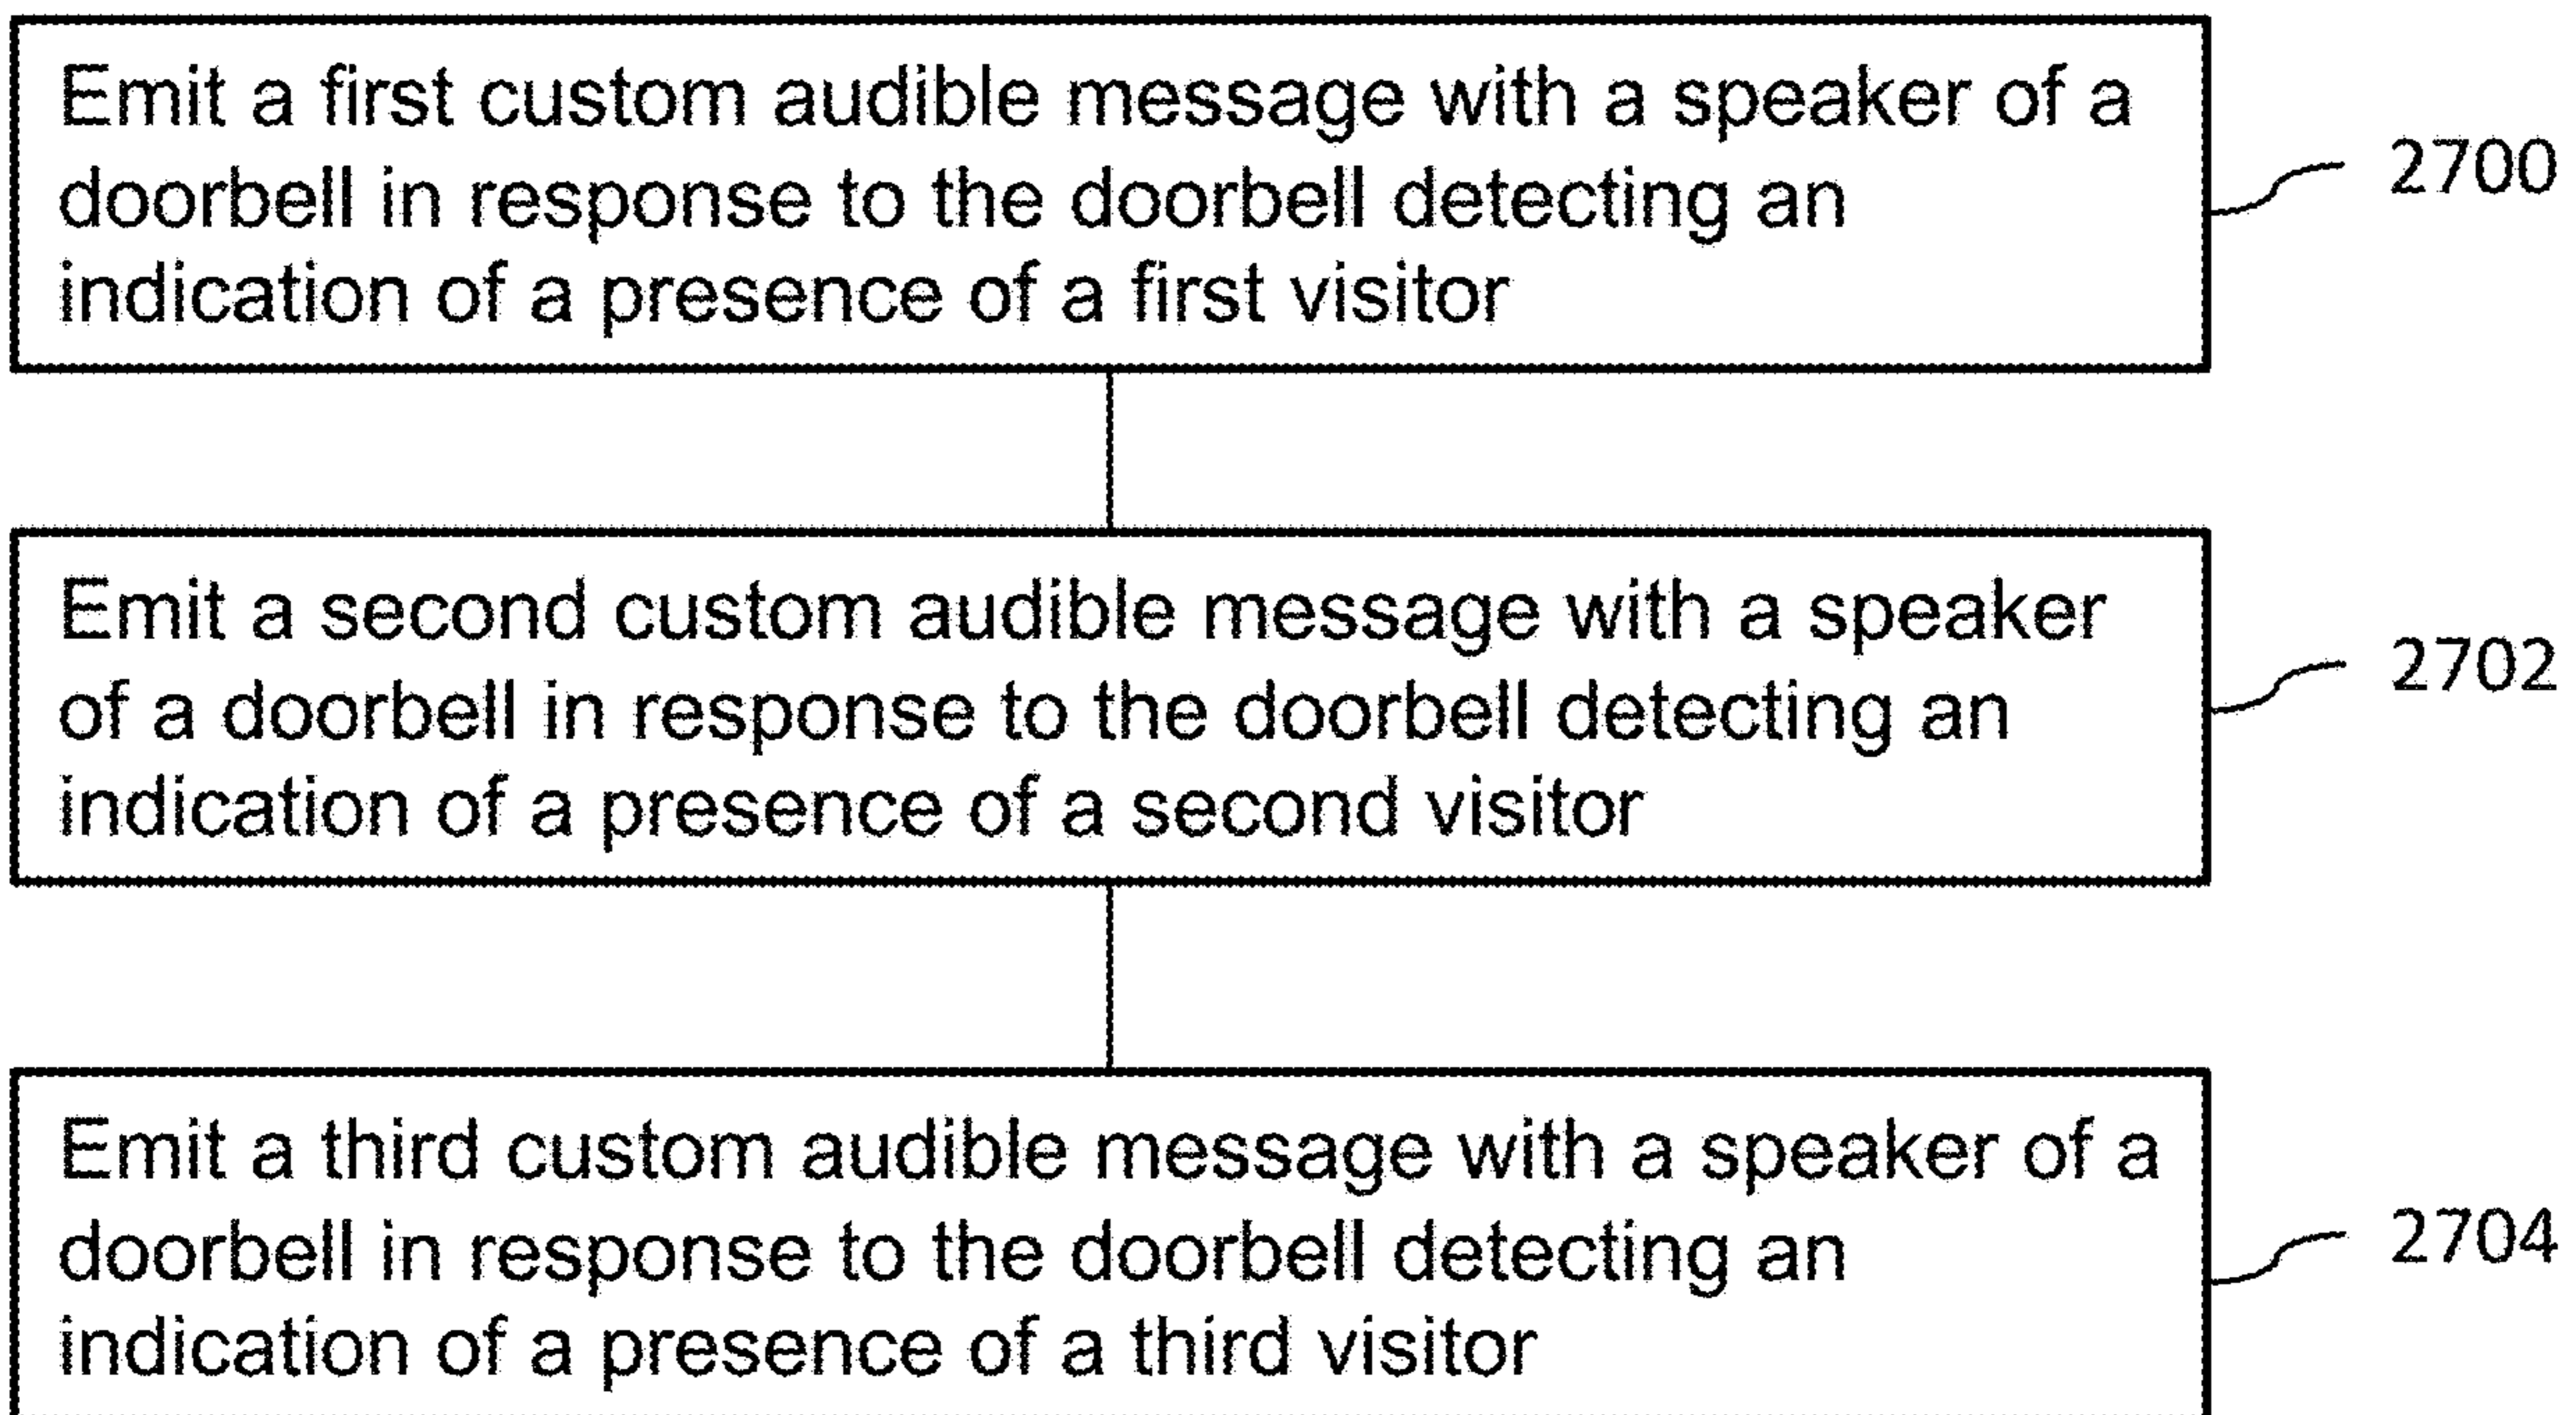 Emit a first custom audible message with a speaker of a
doorbell in response to the doorbell detecting an
indication of a presence of a first visitor
2700
Emit a second custom audible message with a speaker
of a doorbell in response to the doorbell detecting an
indication of a presence of a second visitor
2702
Emit a third custom audible message with a speaker of a
doorbell in response to the doorbell detecting an
indication of a presence of a third visitor
2704